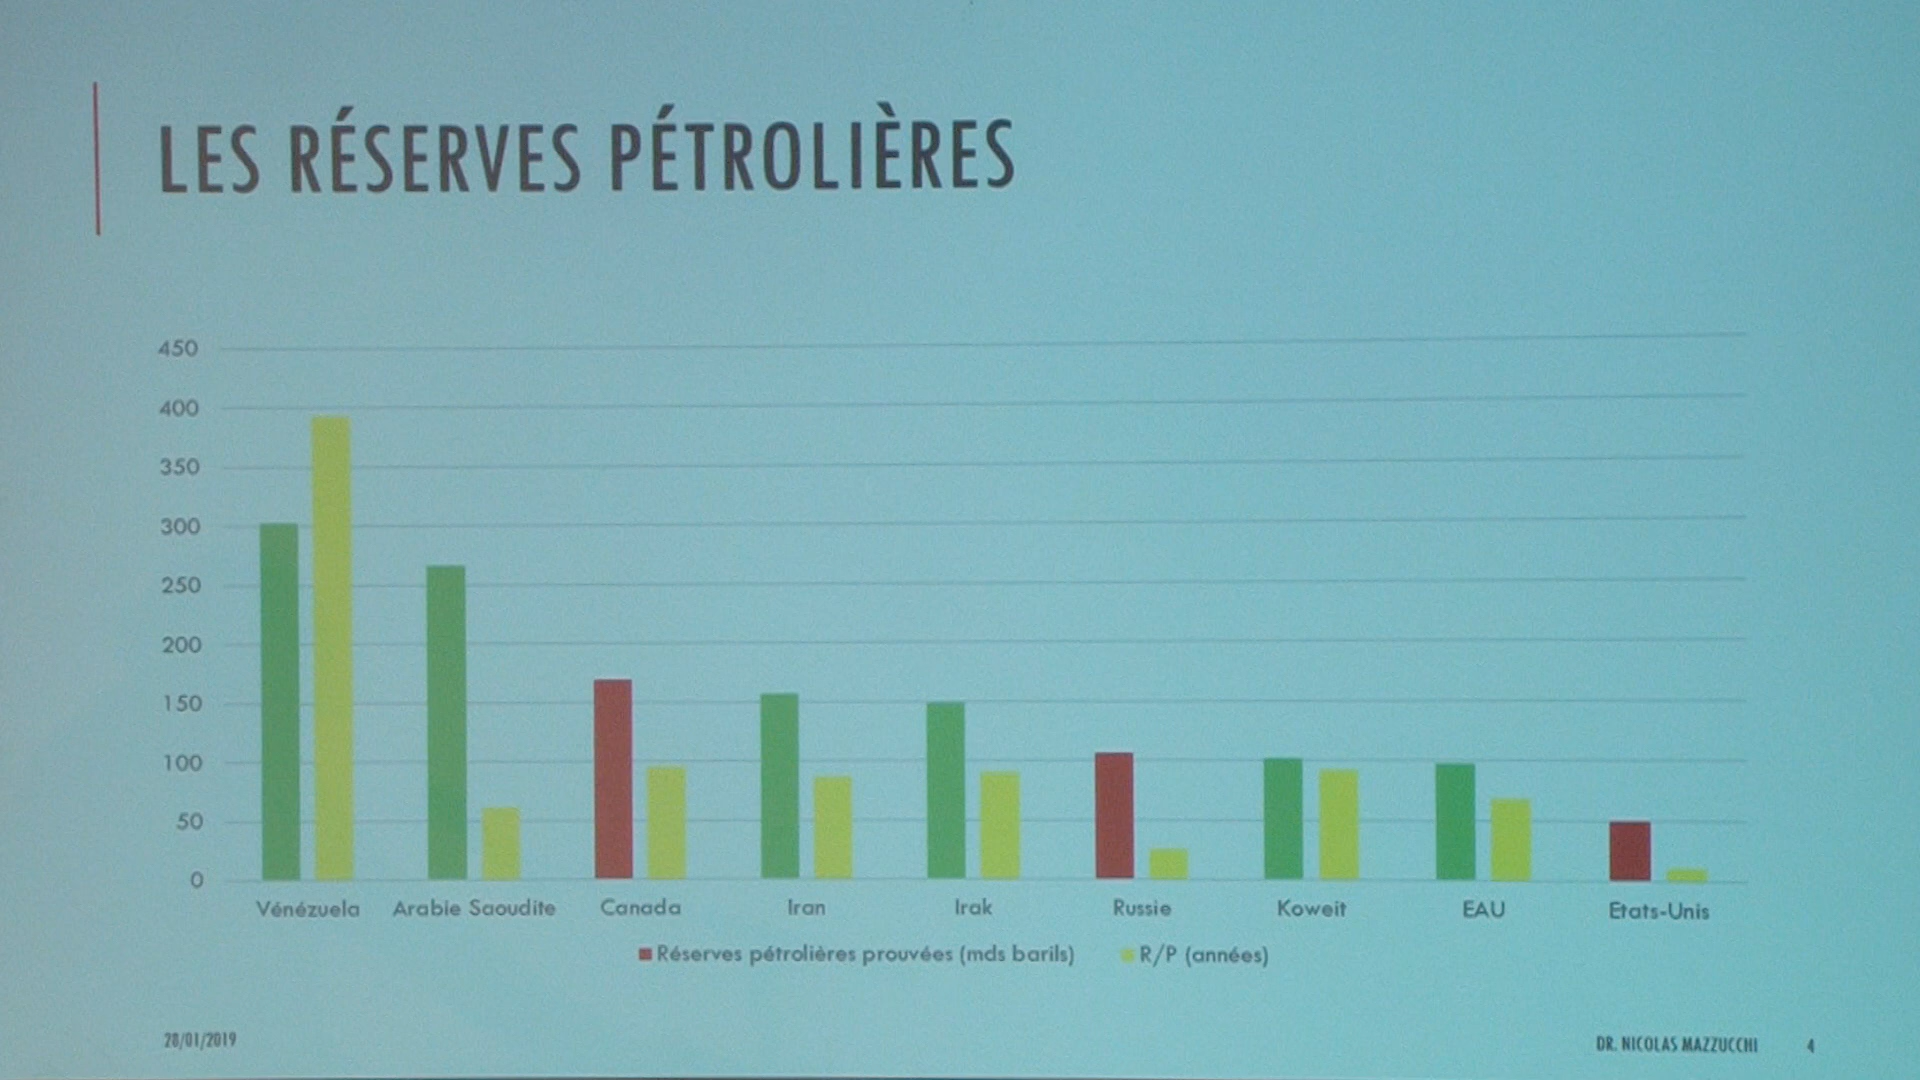 LES RÉSERVES PÉTROLIÈRES
450
400
350
300
250
200
150
100
50
0
Vénézuela Arabie Saoudite Canada Iran Irak Russie Koweit EAU Etats-Unis
Réserves pétrolières prouvées (mds barils) R/P (années)
28/01/2019 DR. NICOLAS MAZZUCCHI 4